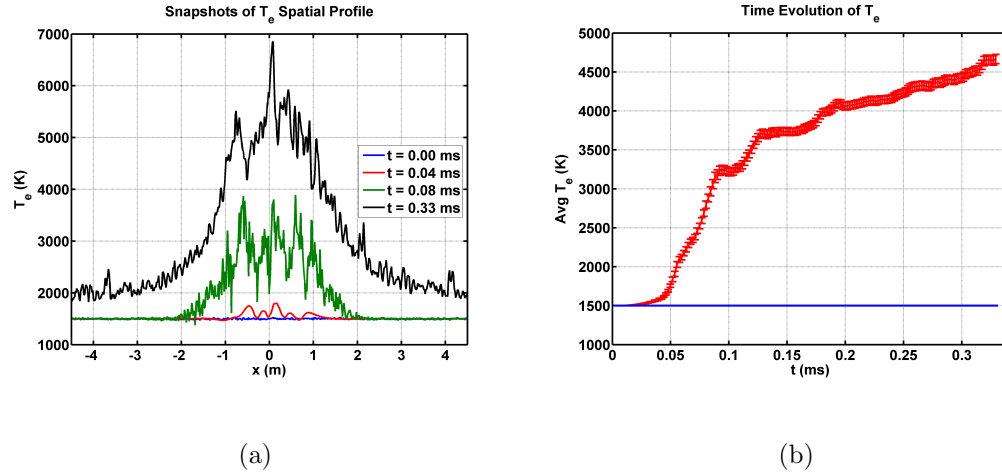 Snapshots of T_e Spatial Profile
7000
6000
5000
4000
3000
2000
1000
T_e (K)
-4 -3 -2 -1 0 1 2 3 4
x (m)
t = 0.00 ms
t = 0.04 ms
t = 0.08 ms
t = 0.33 ms
(a)
Time Evolution of T_e
5000
4500
4000
3500
3000
2500
2000
1500
1000
Avg T_e (K)
0 0.05 0.1 0.15 0.2 0.25 0.3
t (ms)
(b)